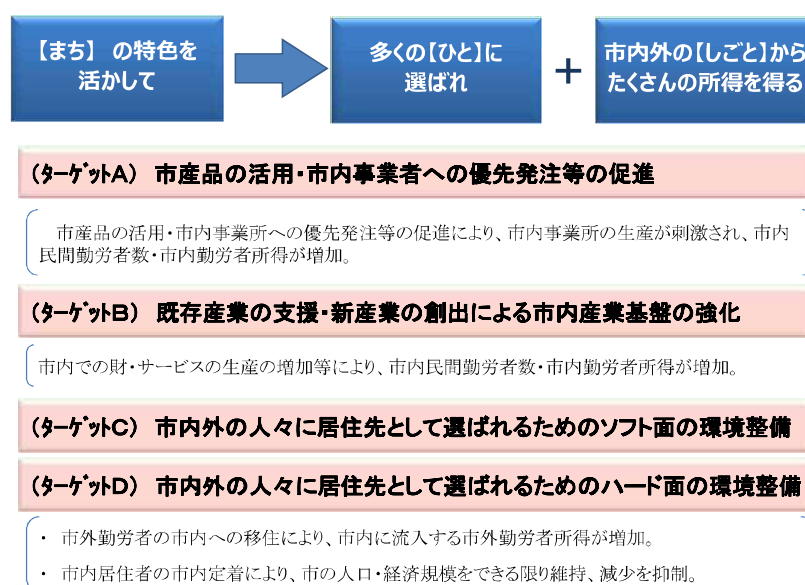 【まち】 の特色を
活かして
多くの【ひと】に
選ばれ
+
市内外の【しごと】から
たくさんの所得を得る
(ﾀｰｹﾞｯﾄA) 市産品の活用・市内事業者への優先発注等の促進
市産品の活用・市内事業所への優先発注等の促進により、市内事業所の生産が刺激され、市内
民間勤労者数・市内勤労者所得が増加。
(ﾀｰｹﾞｯﾄB) 既存産業の支援・新産業の創出による市内産業基盤の強化
市内での財・サービスの生産の増加等により、市内民間勤労者数・市内勤労者所得が増加。
(ﾀｰｹﾞｯﾄC) 市内外の人々に居住先として選ばれるためのソフト面の環境整備
(ﾀｰｹﾞｯﾄD) 市内外の人々に居住先として選ばれるためのハード面の環境整備
・ 市外勤労者の市内への移住により、市内に流入する市外勤労者所得が増加。
・ 市内居住者の市内定着により、市の人口・経済規模をできる限り維持、減少を抑制。